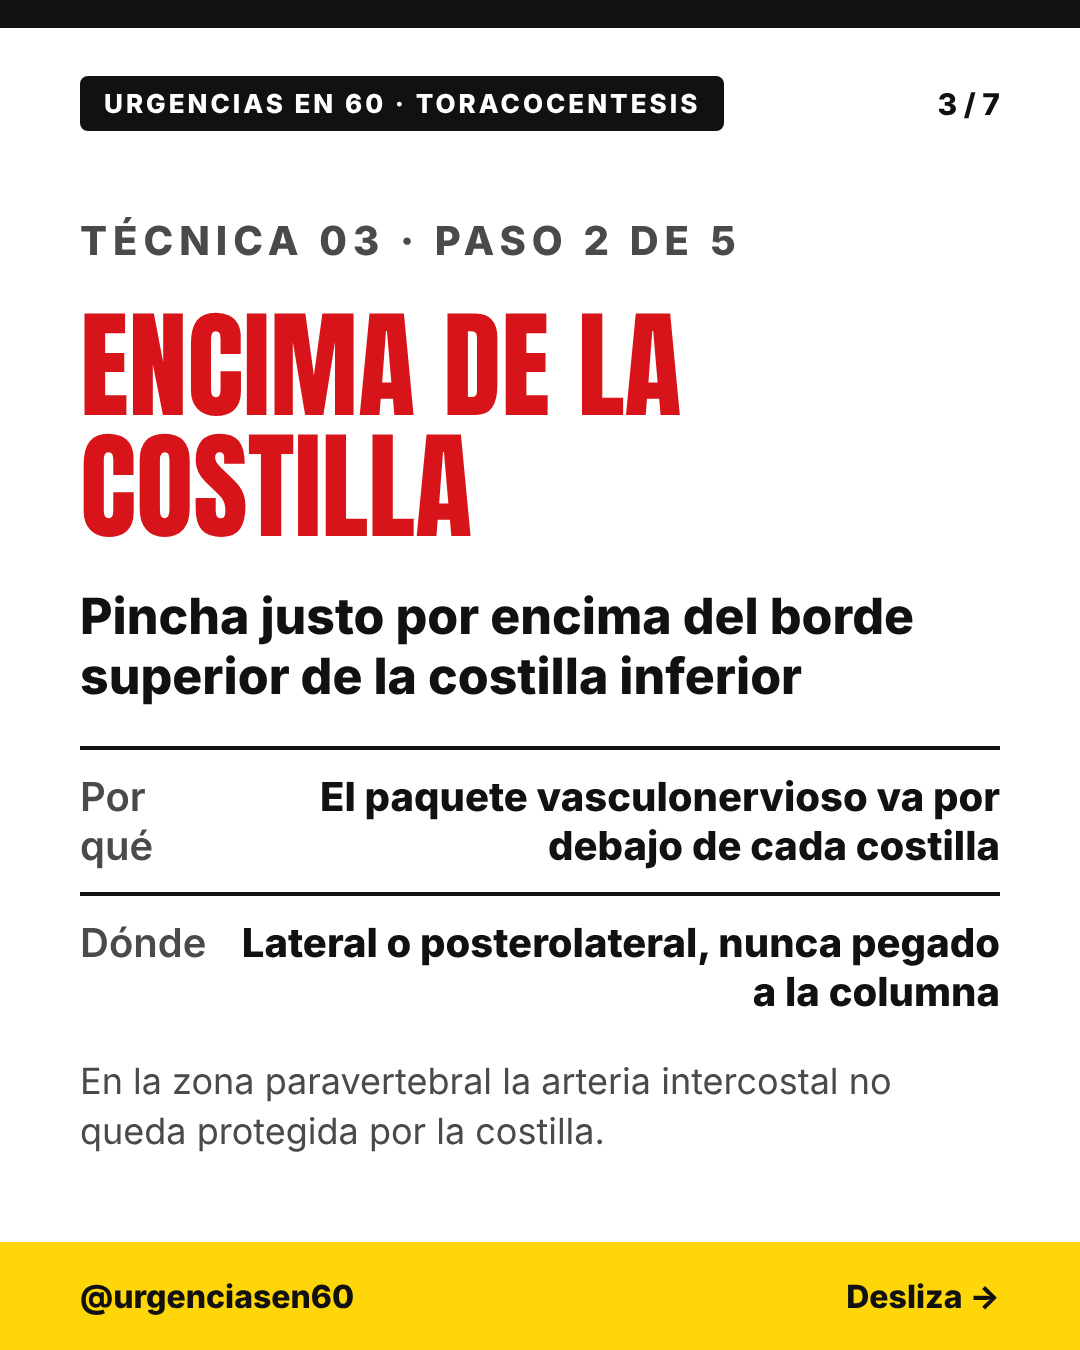 URGENCIAS EN 60 · TORACOCENTESIS
3 / 7
TÉCNICA 03 · PASO 2 DE 5
ENCIMA DE LA
COSTILLA
Pincha justo por encima del borde
superior de la costilla inferior
Por
qué
El paquete vasculonervioso va por
debajo de cada costilla
Dónde
Lateral o posterolateral, nunca pegado
a la columna
En la zona paravertebral la arteria intercostal no
queda protegida por la costilla.
@urgenciasen60
Desliza →